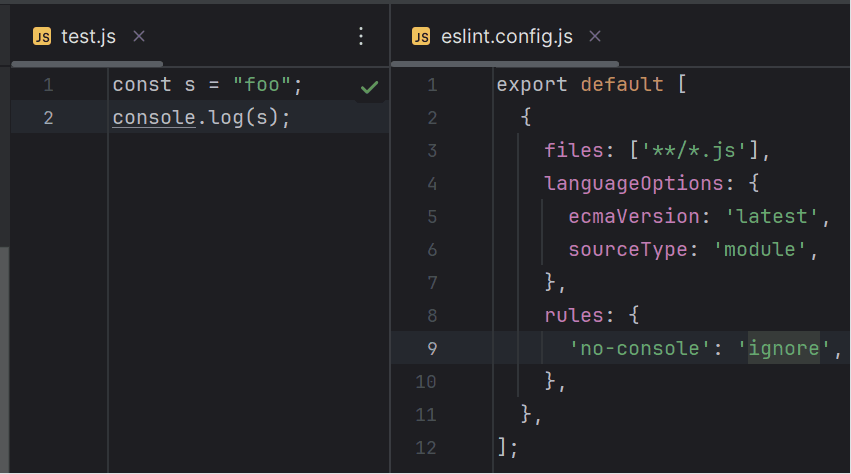 JS test.js
1 const s = "foo";
2 console.log(s);
JS eslint.config.js
1 export default [
2   {
3     files: ['**/*.js'],
4     languageOptions: {
5       ecmaVersion: 'latest',
6       sourceType: 'module',
7     },
8     rules: {
9       'no-console': 'ignore',
10     },
11   },
12 ];